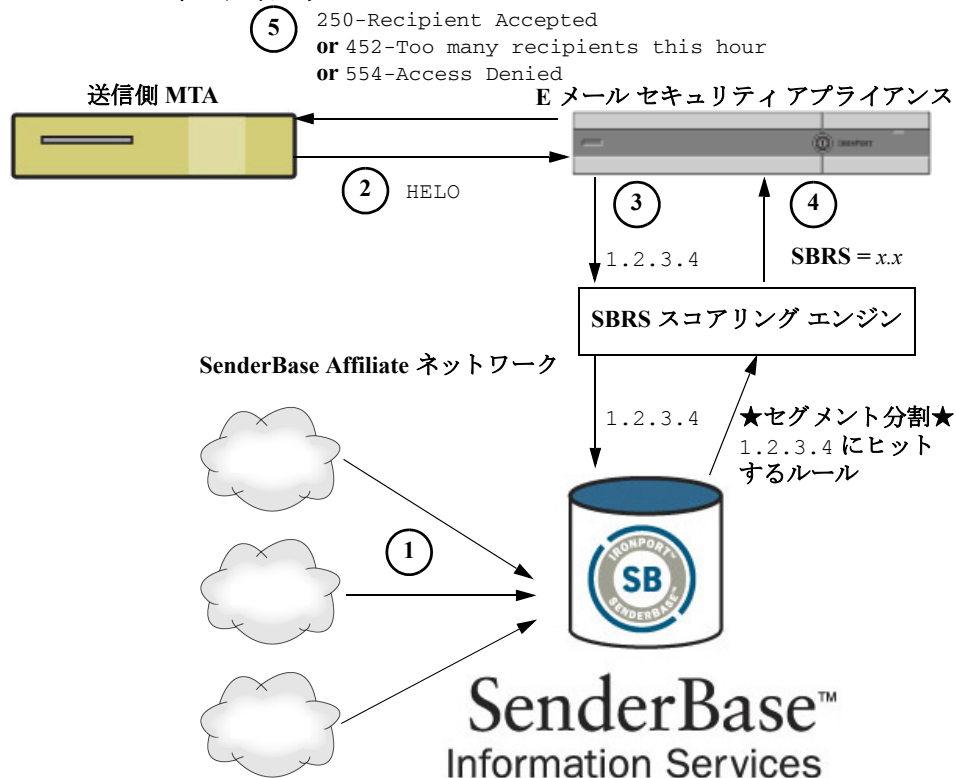 5
250-Recipient Accepted
or 452-Too many recipients this hour
or 554-Access Denied
送信側 MTA
E メール セキュリティ アプライアンス
IRONPORT
2
HELO
3
4
1.2.3.4
SBRS = x.x
SBRS スコアリング エンジン
SenderBase Affiliate ネットワーク
1.2.3.4
★セグメント分割★
1.2.3.4 にヒット
するルール
1
IRONPORT™
SB
SENDERBASE™
SenderBase™
Information Services